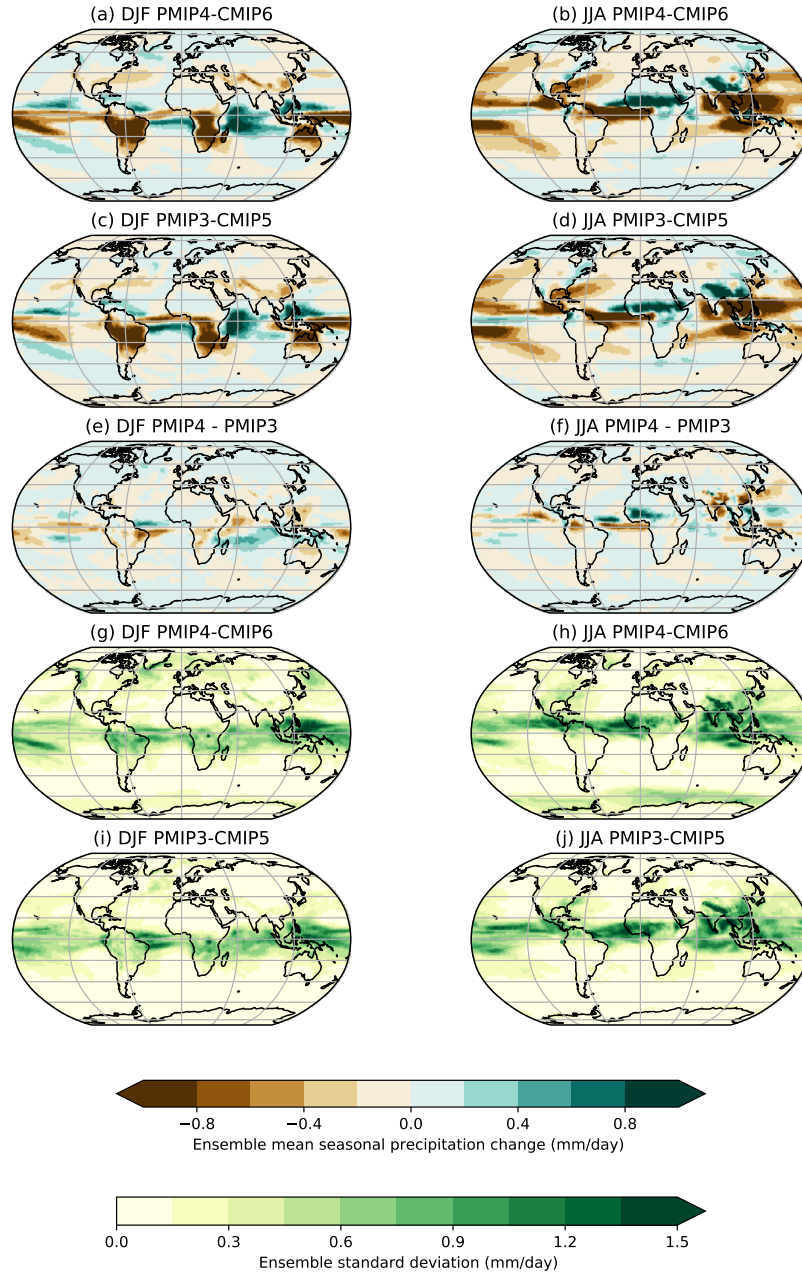 (a) DJF PMIP4-CMIP6
(b) JJA PMIP4-CMIP6
(c) DJF PMIP3-CMIP5
(d) JJA PMIP3-CMIP5
(e) DJF PMIP4 - PMIP3
(f) JJA PMIP4 - PMIP3
(g) DJF PMIP4-CMIP6
(h) JJA PMIP4-CMIP6
(i) DJF PMIP3-CMIP5
(j) JJA PMIP3-CMIP5
−0.8 −0.4 0.0 0.4 0.8
Ensemble mean seasonal precipitation change (mm/day)
0.0 0.3 0.6 0.9 1.2 1.5
Ensemble standard deviation (mm/day)